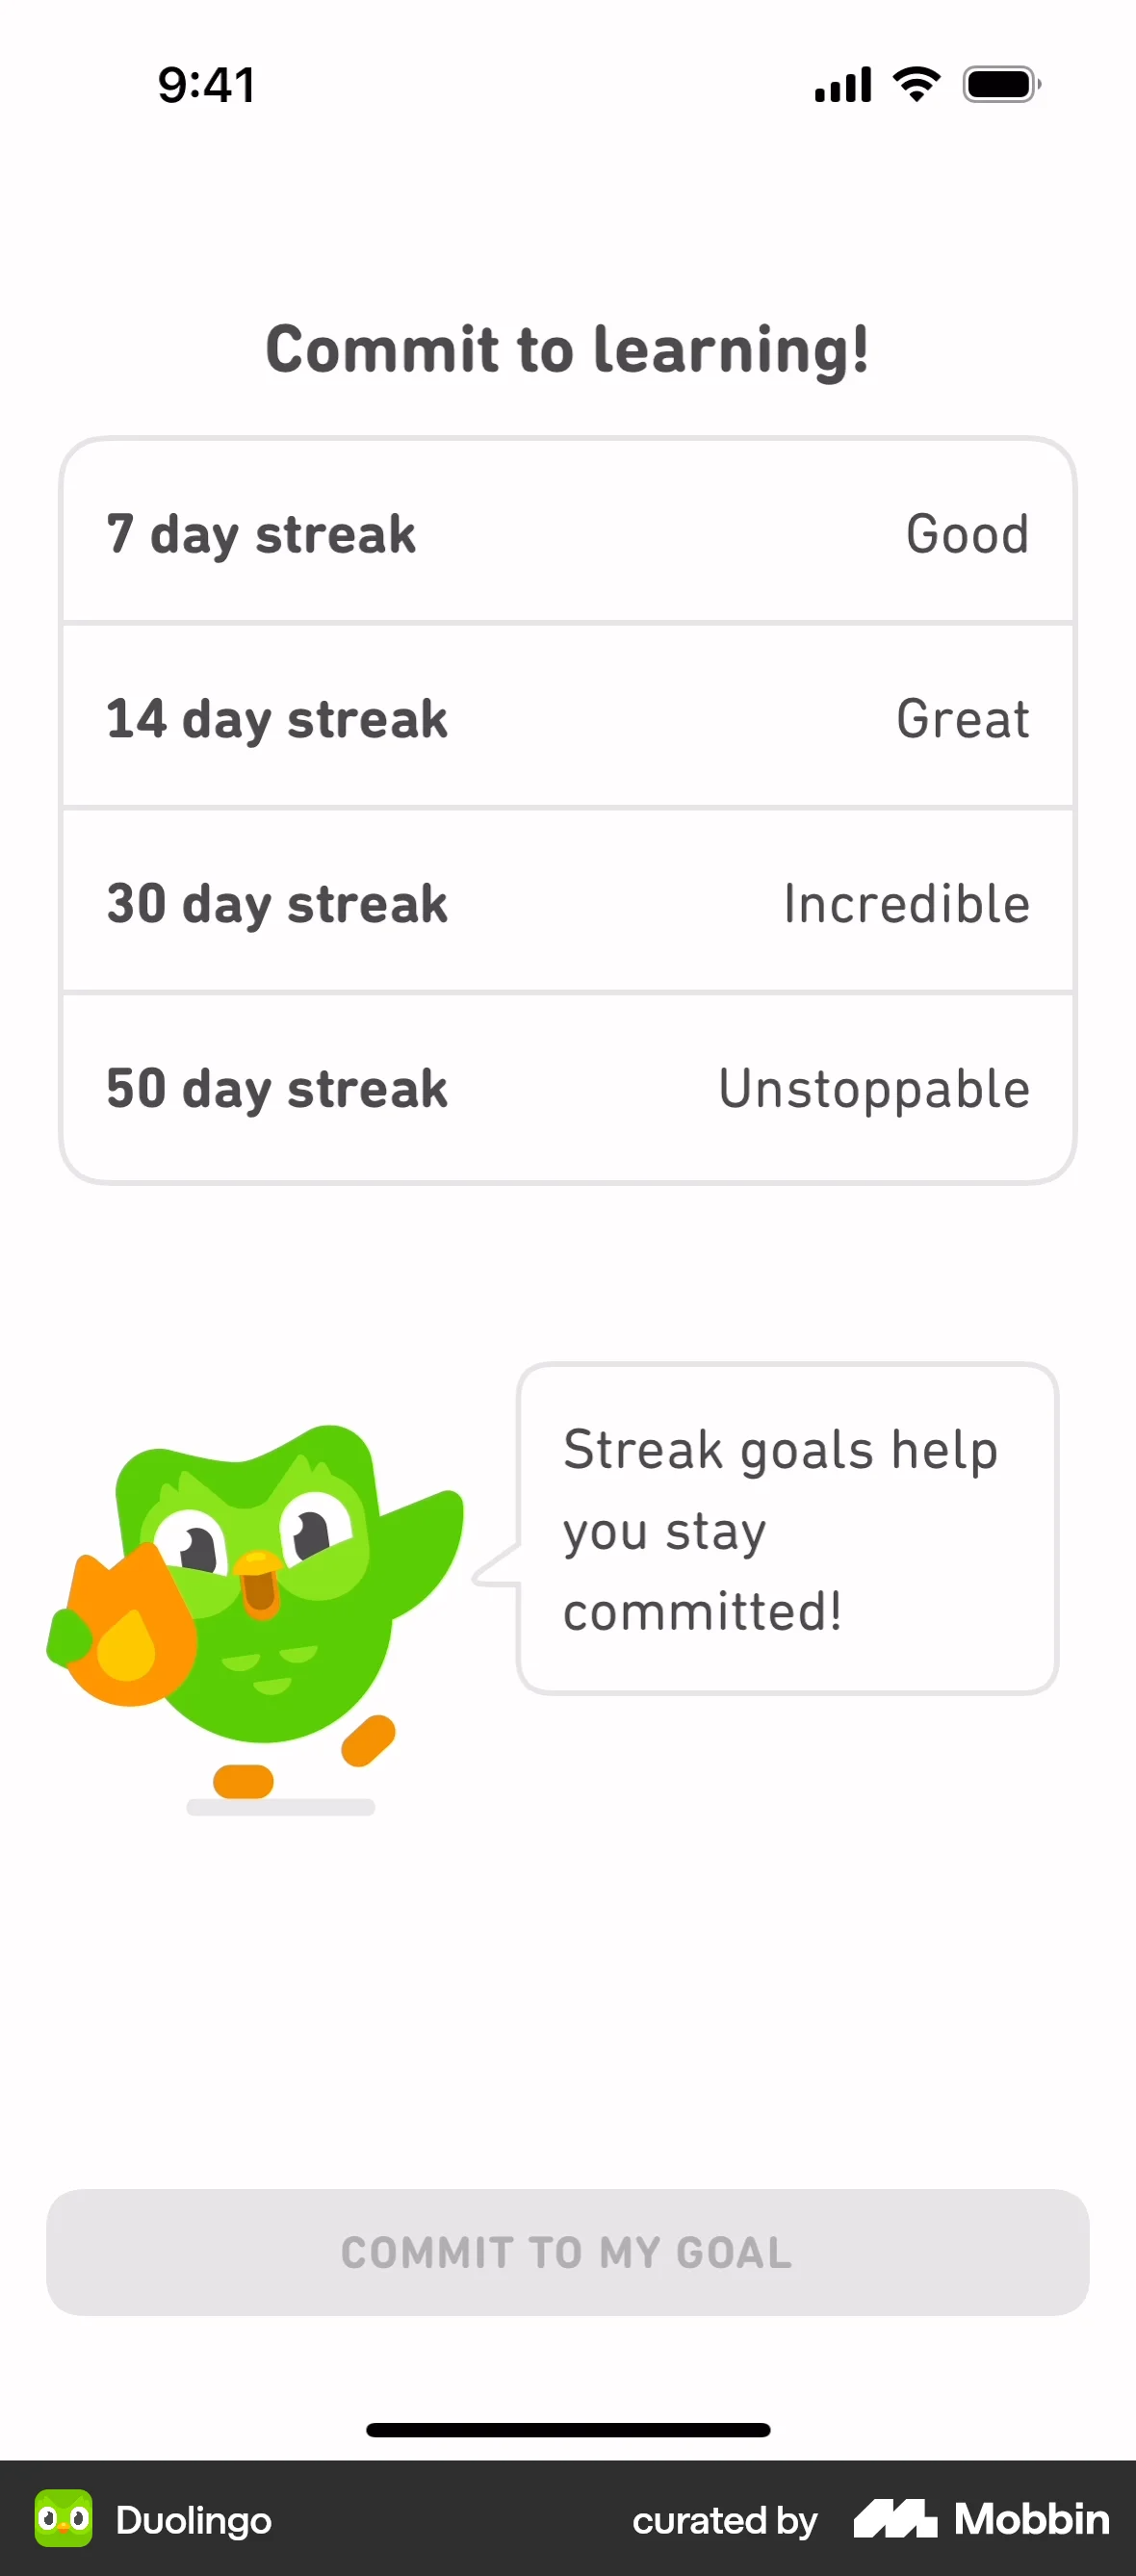 9:41
Commit to learning!
7 day streak Good
14 day streak Great
30 day streak Incredible
50 day streak Unstoppable
Streak goals help
you stay
committed!
COMMIT TO MY GOAL
Duolingo curated by Mobbin